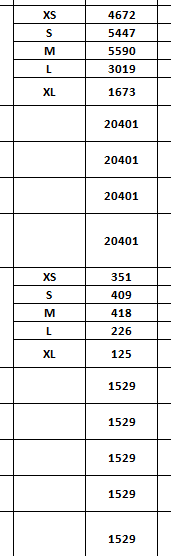 XS 4672
S 5447
M 5590
L 3019
XL 1673
20401
20401
20401
20401
XS 351
S 409
M 418
L 226
XL 125
1529
1529
1529
1529
1529